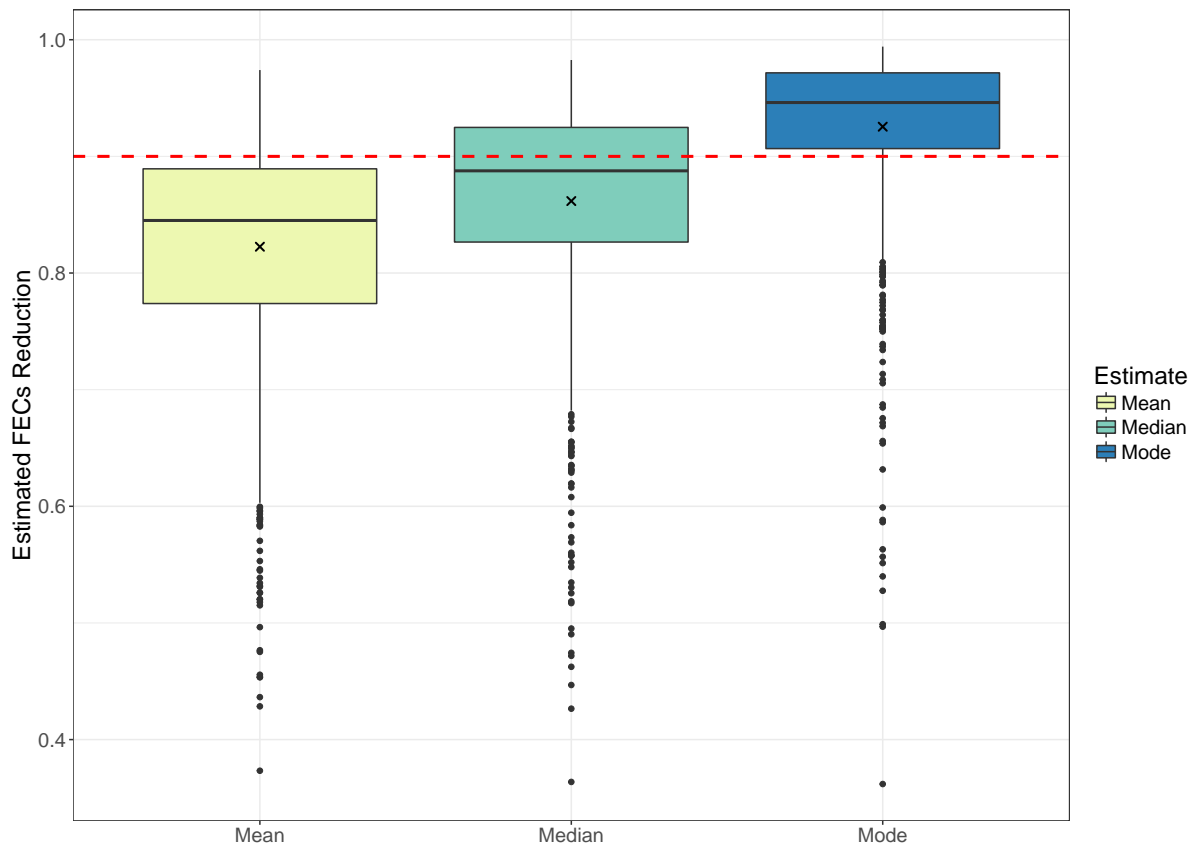 1.0
0.8
0.6
0.4
Estimated FECs Reduction
Mean
Median
Mode
Estimate
Mean
Median
Mode